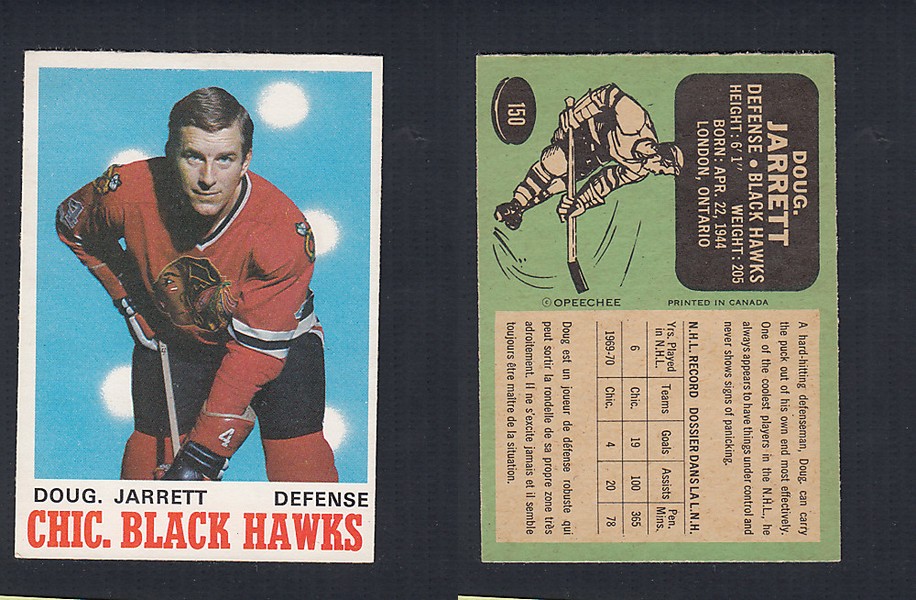 4
4
DOUG. JARRETT DEFENSE
CHIC. BLACK HAWKS
150
DOUG.
JARRETT
DEFENSE • BLACK HAWKS
HEIGHT: 6' 1" WEIGHT: 205
BORN: APR. 22, 1944
LONDON, ONTARIO
© OPEECHEE PRINTED IN CANADA
A hard-hitting defenseman, Doug. can carry
the puck out of his own end most effectively.
One of the coolest players in the N.H.L., he
always appears to have things under control and
never shows signs of panicking.
N.H.L. RECORD DOSSIER DANS LA L.N.H.
Yrs. Played in N.H.L. Teams Goals Assists Pen. Mins.
6 Chic. 19 100 365
1969-70 Chic. 4 20 78
Doug est un joueur de défense robuste qui
peut sortir la rondelle de sa propre zone très
adroitement. Il ne s'excite jamais et il semble
toujours être maître de la situation.